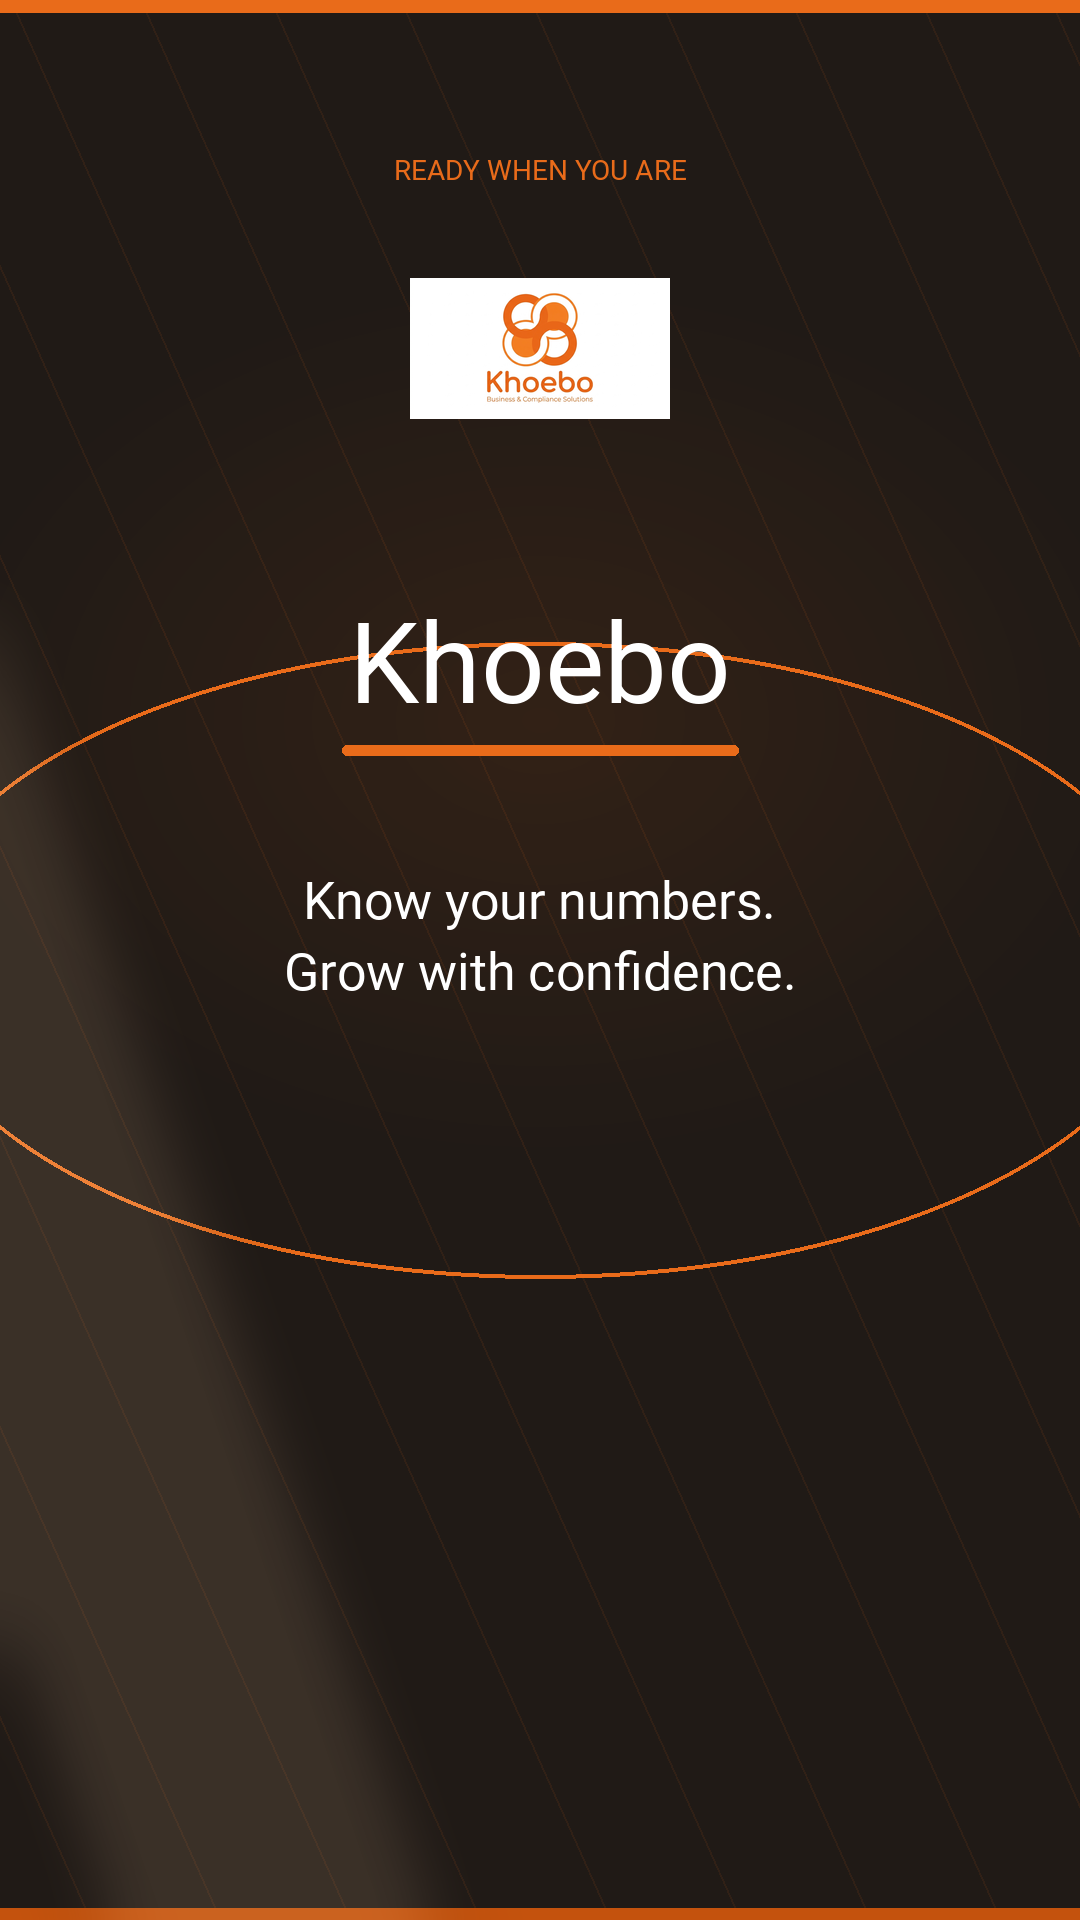 READY WHEN YOU ARE
Khoebo
Business & Compliance Solutions
Khoebo
Know your numbers.
Grow with confidence.